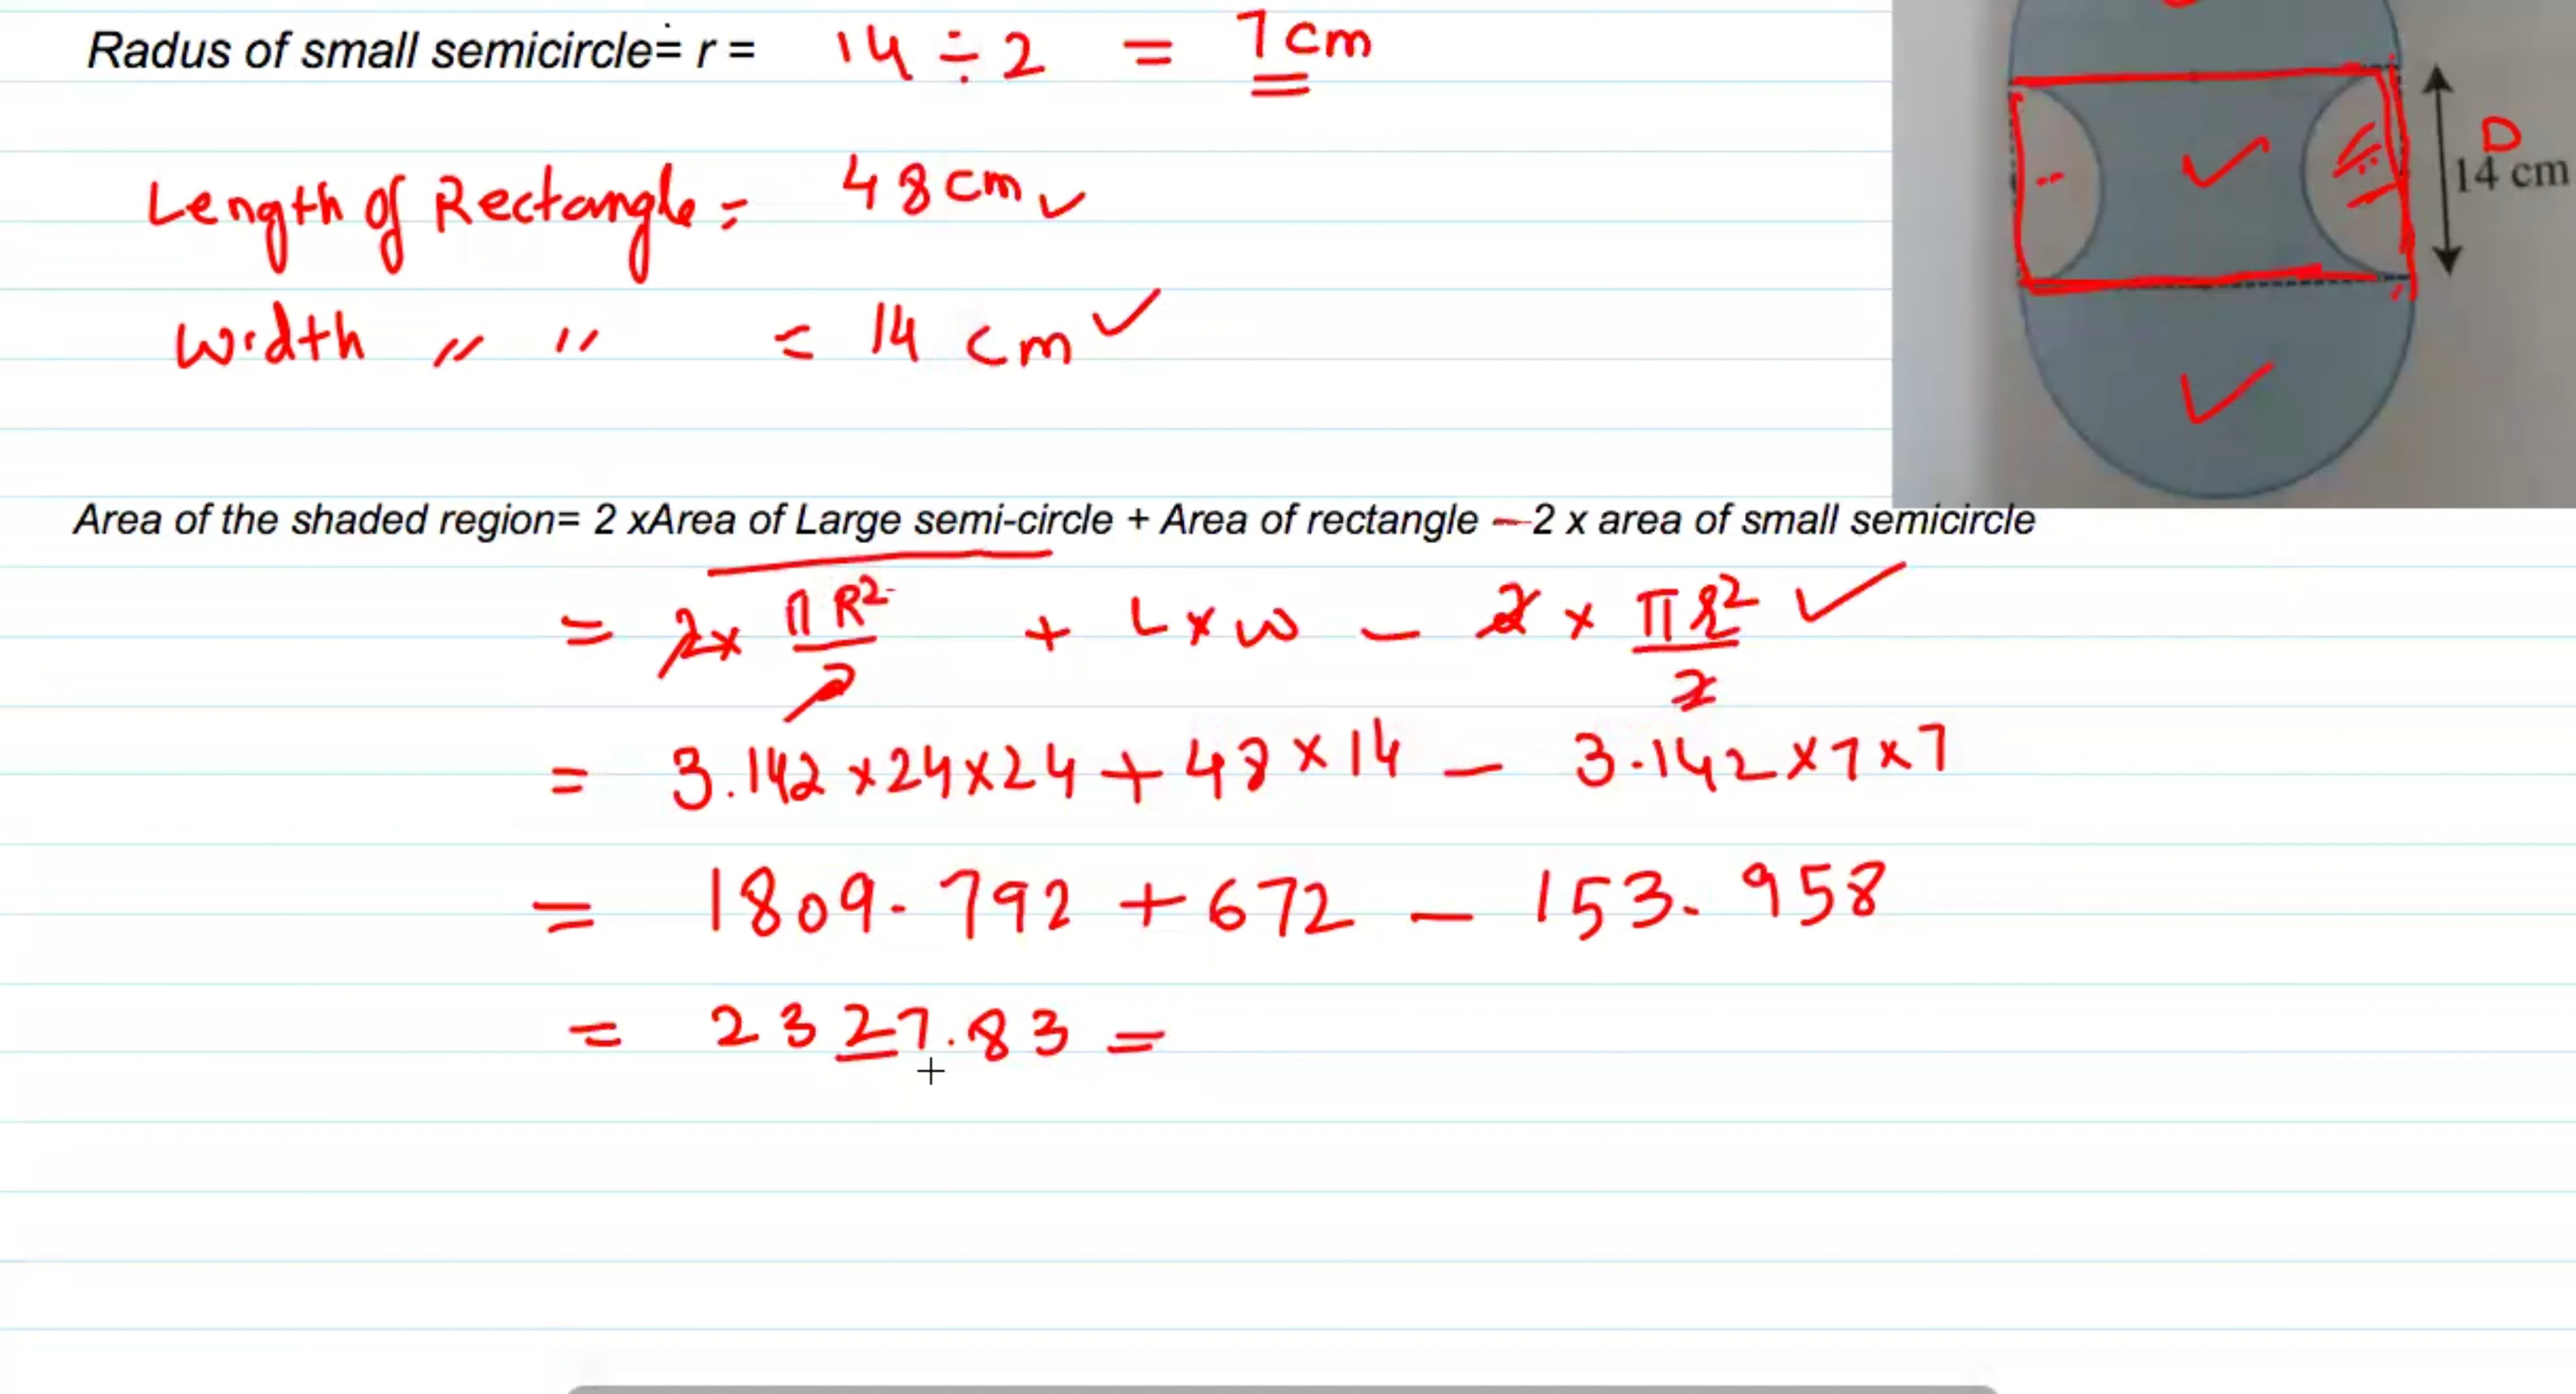 Radus of small semicircle= r = 14 ÷ 2 = 7cm
D
14 cm
Length of Rectangle = 48cm ✓
Width " " = 14 cm ✓
Area of the shaded region= 2 xArea of Large semi-circle + Area of rectangle – 2 x area of small semicircle
= 2 × πR²/2 + L × w – 2 × πr²/2 ✓
= 3.142 × 24 × 24 + 48 × 14 – 3.142 × 7 × 7
= 1809.792 + 672 – 153.958
= 2327.83 =